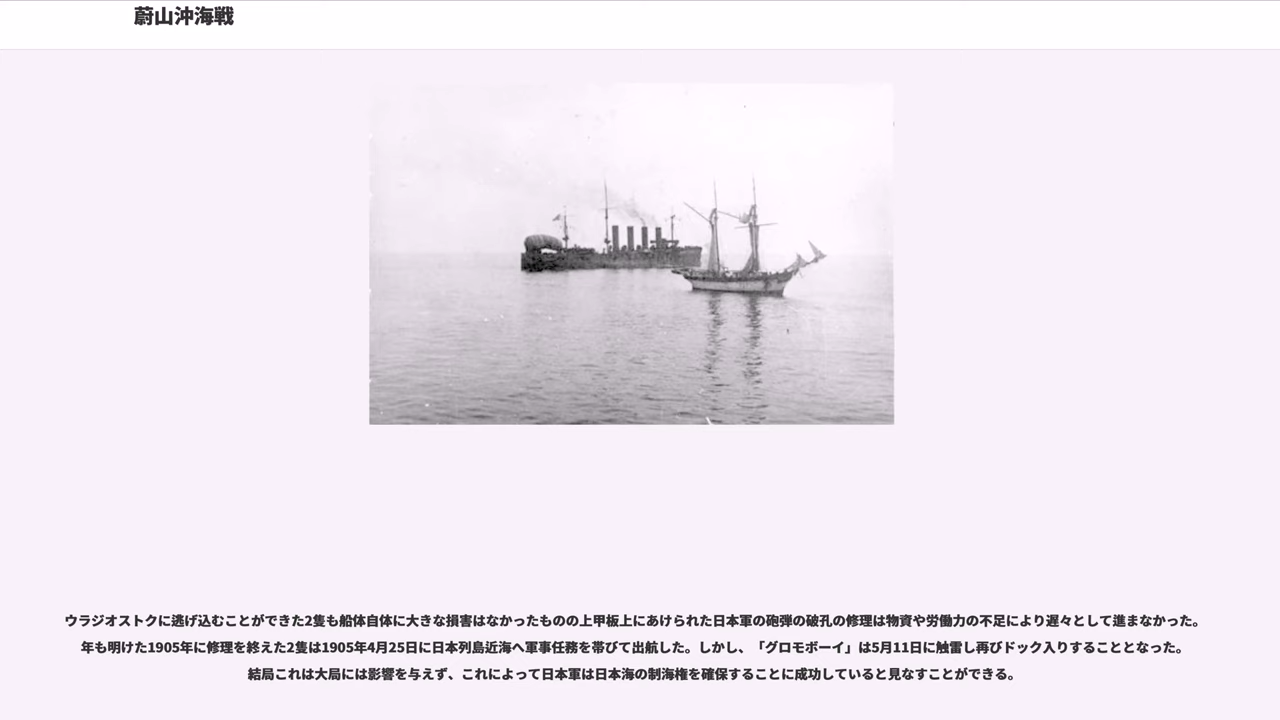 蔚山沖海戦
ウラジオストクに逃げ込むことができた2隻も船体自体に大きな損害はなかったものの上甲板上にあけられた日本軍の砲弾の破孔の修理は物資や労働力の不足により遅々として進まなかった。
年も明けた1905年に修理を終えた2隻は1905年4月25日に日本列島近海へ軍事任務を帯びて出航した。しかし、「グロモボーイ」は5月11日に触雷し再びドック入りすることとなった。
結局これは大局には影響を与えず、これによって日本軍は日本海の制海権を確保することに成功していると見なすことができる。